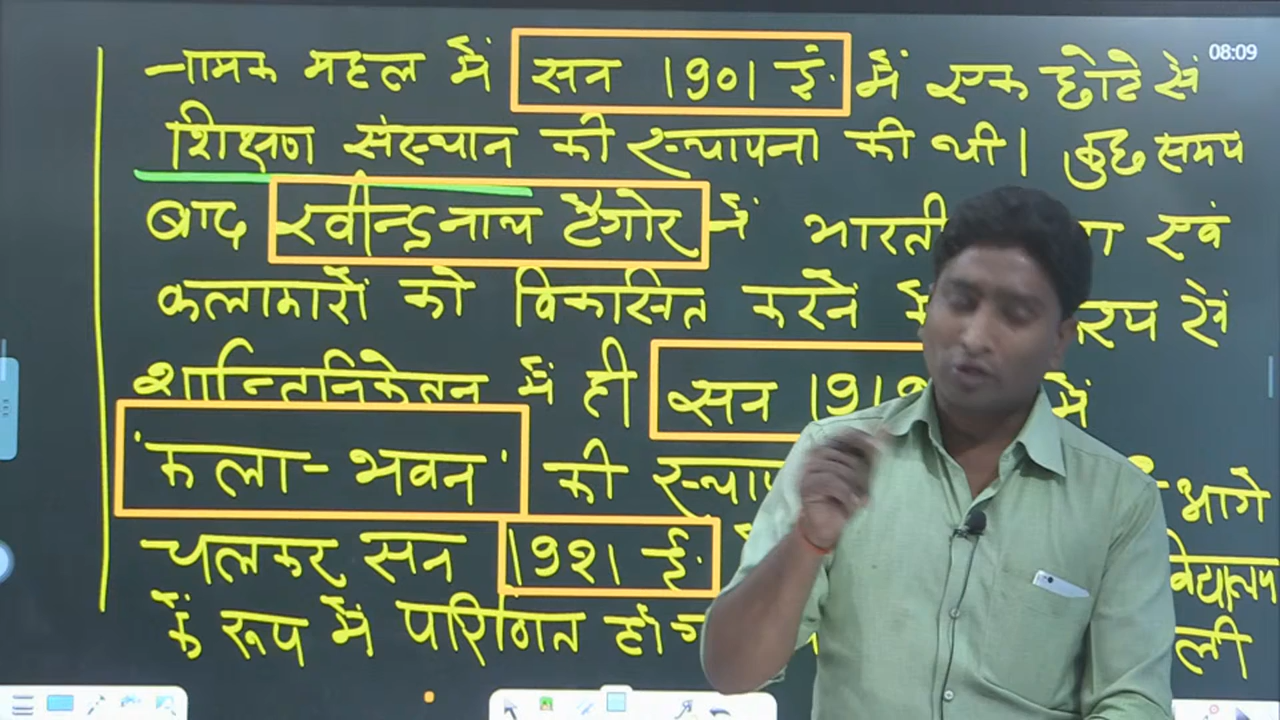 08:09
नामक महल में सन 1901 ई. में एक छोटे सें
शिक्षण संस्थान की स्थापना की थी। कुछ समय
बाद रवीन्द्रनाथ टैगोर में भारती एवं
कलाकारों को विकसित करनें सें
शान्तिनिकेतन में ही सन में
'कला-भवन' की आगे
चलकर सन 1921 ई.
कें रूप में परिणित ली